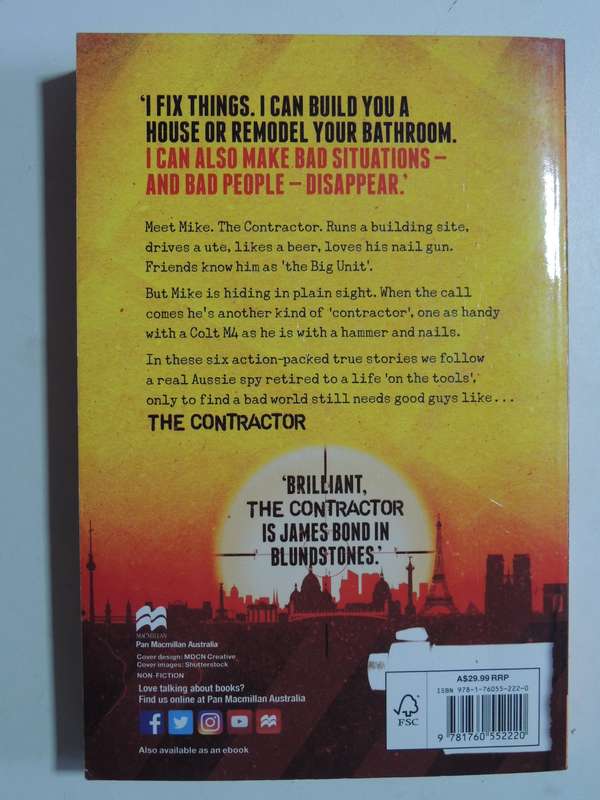 ‘I FIX THINGS. I CAN BUILD YOU A
HOUSE OR REMODEL YOUR BATHROOM.
I CAN ALSO MAKE BAD SITUATIONS –
AND BAD PEOPLE – DISAPPEAR.’
Meet Mike. The Contractor. Runs a building site,
drives a ute, likes a beer, loves his nail gun.
Friends know him as 'the Big Unit'.
But Mike is hiding in plain sight. When the call
comes he's another kind of 'contractor', one as handy
with a Colt M4 as he is with a hammer and nails.
In these six action-packed true stories we follow
a real Aussie spy retired to a life 'on the tools',
only to find a bad world still needs good guys like...
THE CONTRACTOR
‘BRILLIANT,
THE CONTRACTOR
IS JAMES BOND IN
BLUNDSTONES.’
MACMILLAN
Pan Macmillan Australia
Cover design: MDCN Creative
Cover images: Shutterstock
NON-FICTION
Love talking about books?
Find us online at Pan Macmillan Australia
Also available as an ebook
FSC
A$29.99 RRP
ISBN 978-1-76055-222-0
9 781760 552220